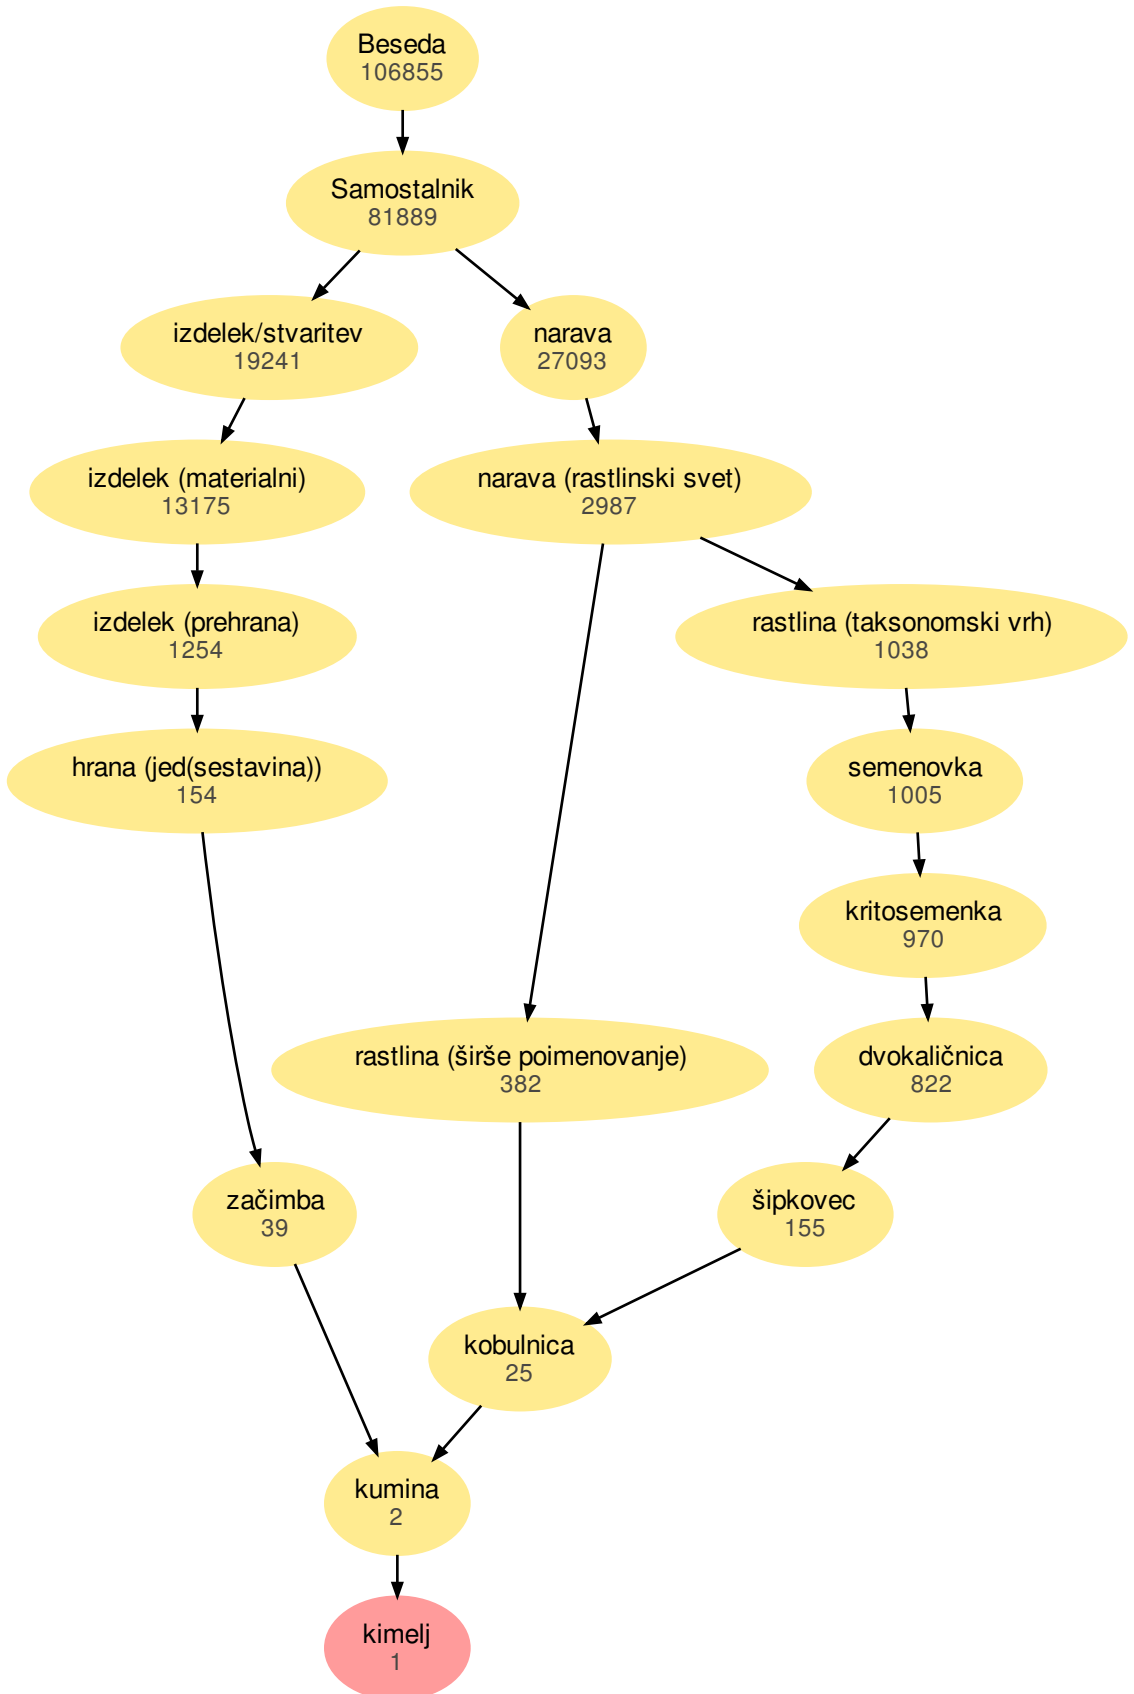 Beseda
106855
Samostalnik
81889
izdelek/stvaritev
19241
narava
27093
izdelek (materialni)
13175
narava (rastlinski svet)
2987
izdelek (prehrana)
1254
rastlina (taksonomski vrh)
1038
hrana (jed(sestavina))
154
semenovka
1005
kritosemenka
970
rastlina (širše poimenovanje)
382
dvokaličnica
822
začimba
39
šipkovec
155
kobulnica
25
kumina
2
kimelj
1